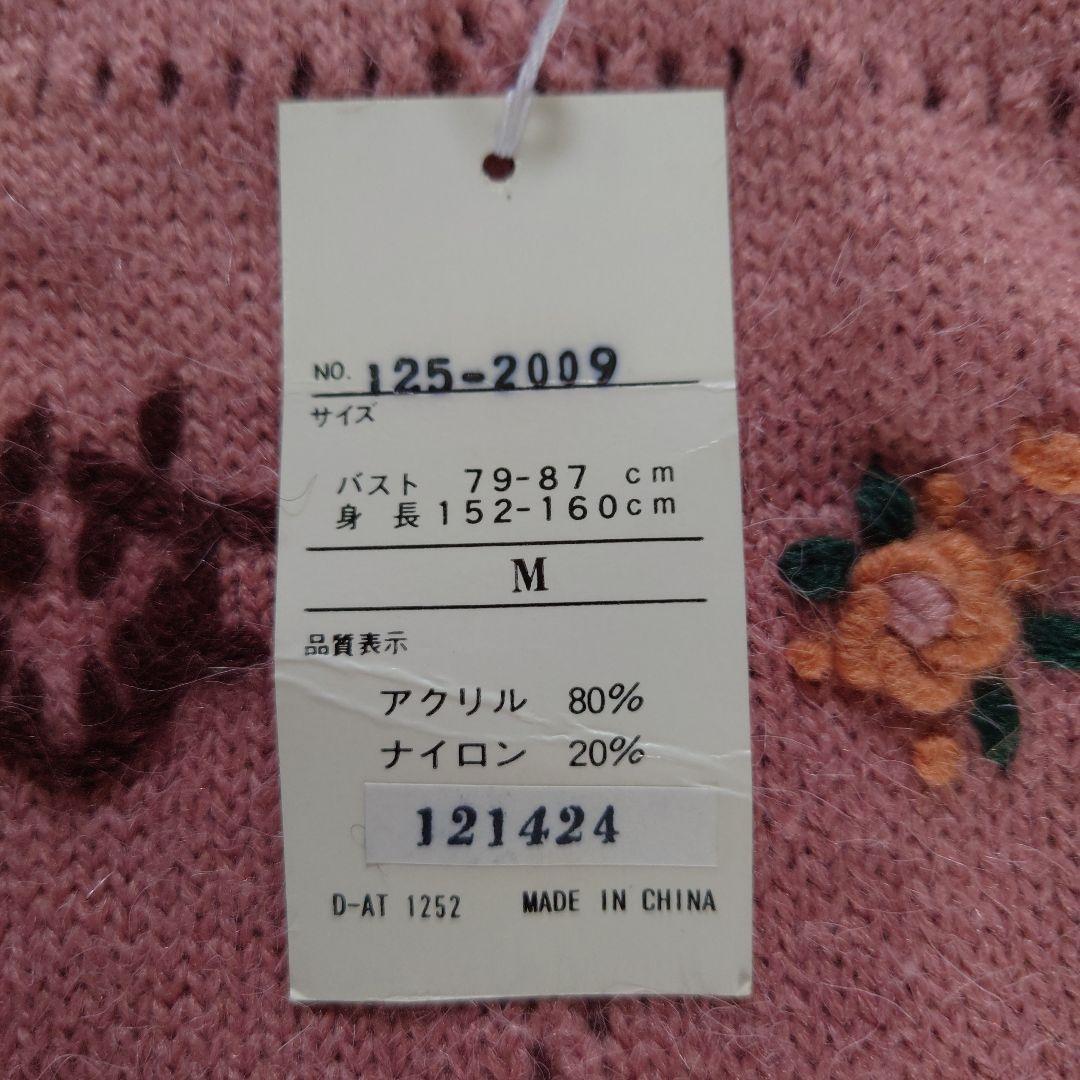 NO. 125-2009
サイズ
バスト 79-87 cm
身 長 152-160cm
M
品質表示
アクリル 80%
ナイロン 20%
121424
D-AT 1252 MADE IN CHINA